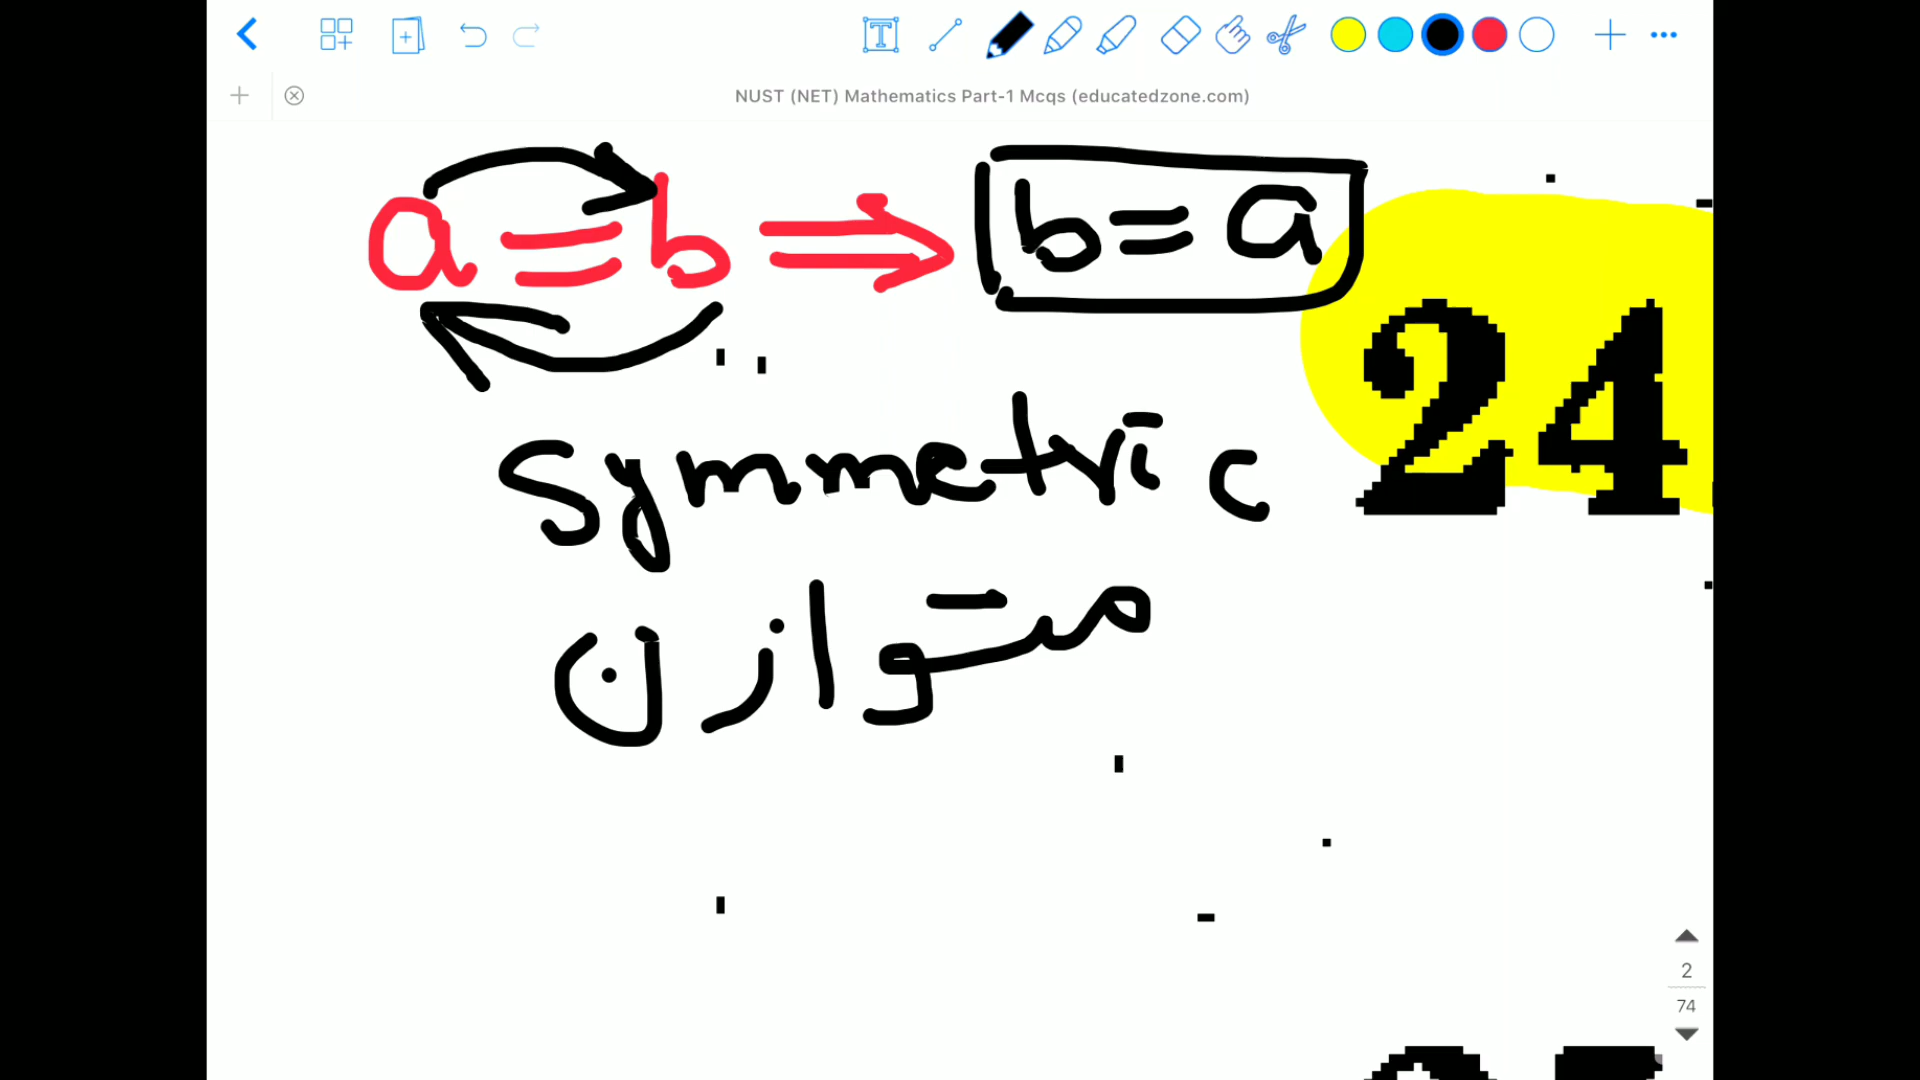 T
NUST (NET) Mathematics Part-1 Mcqs (educatedzone.com)
a = b ⇒ b = a
24
symmetric
متوازن
2
74